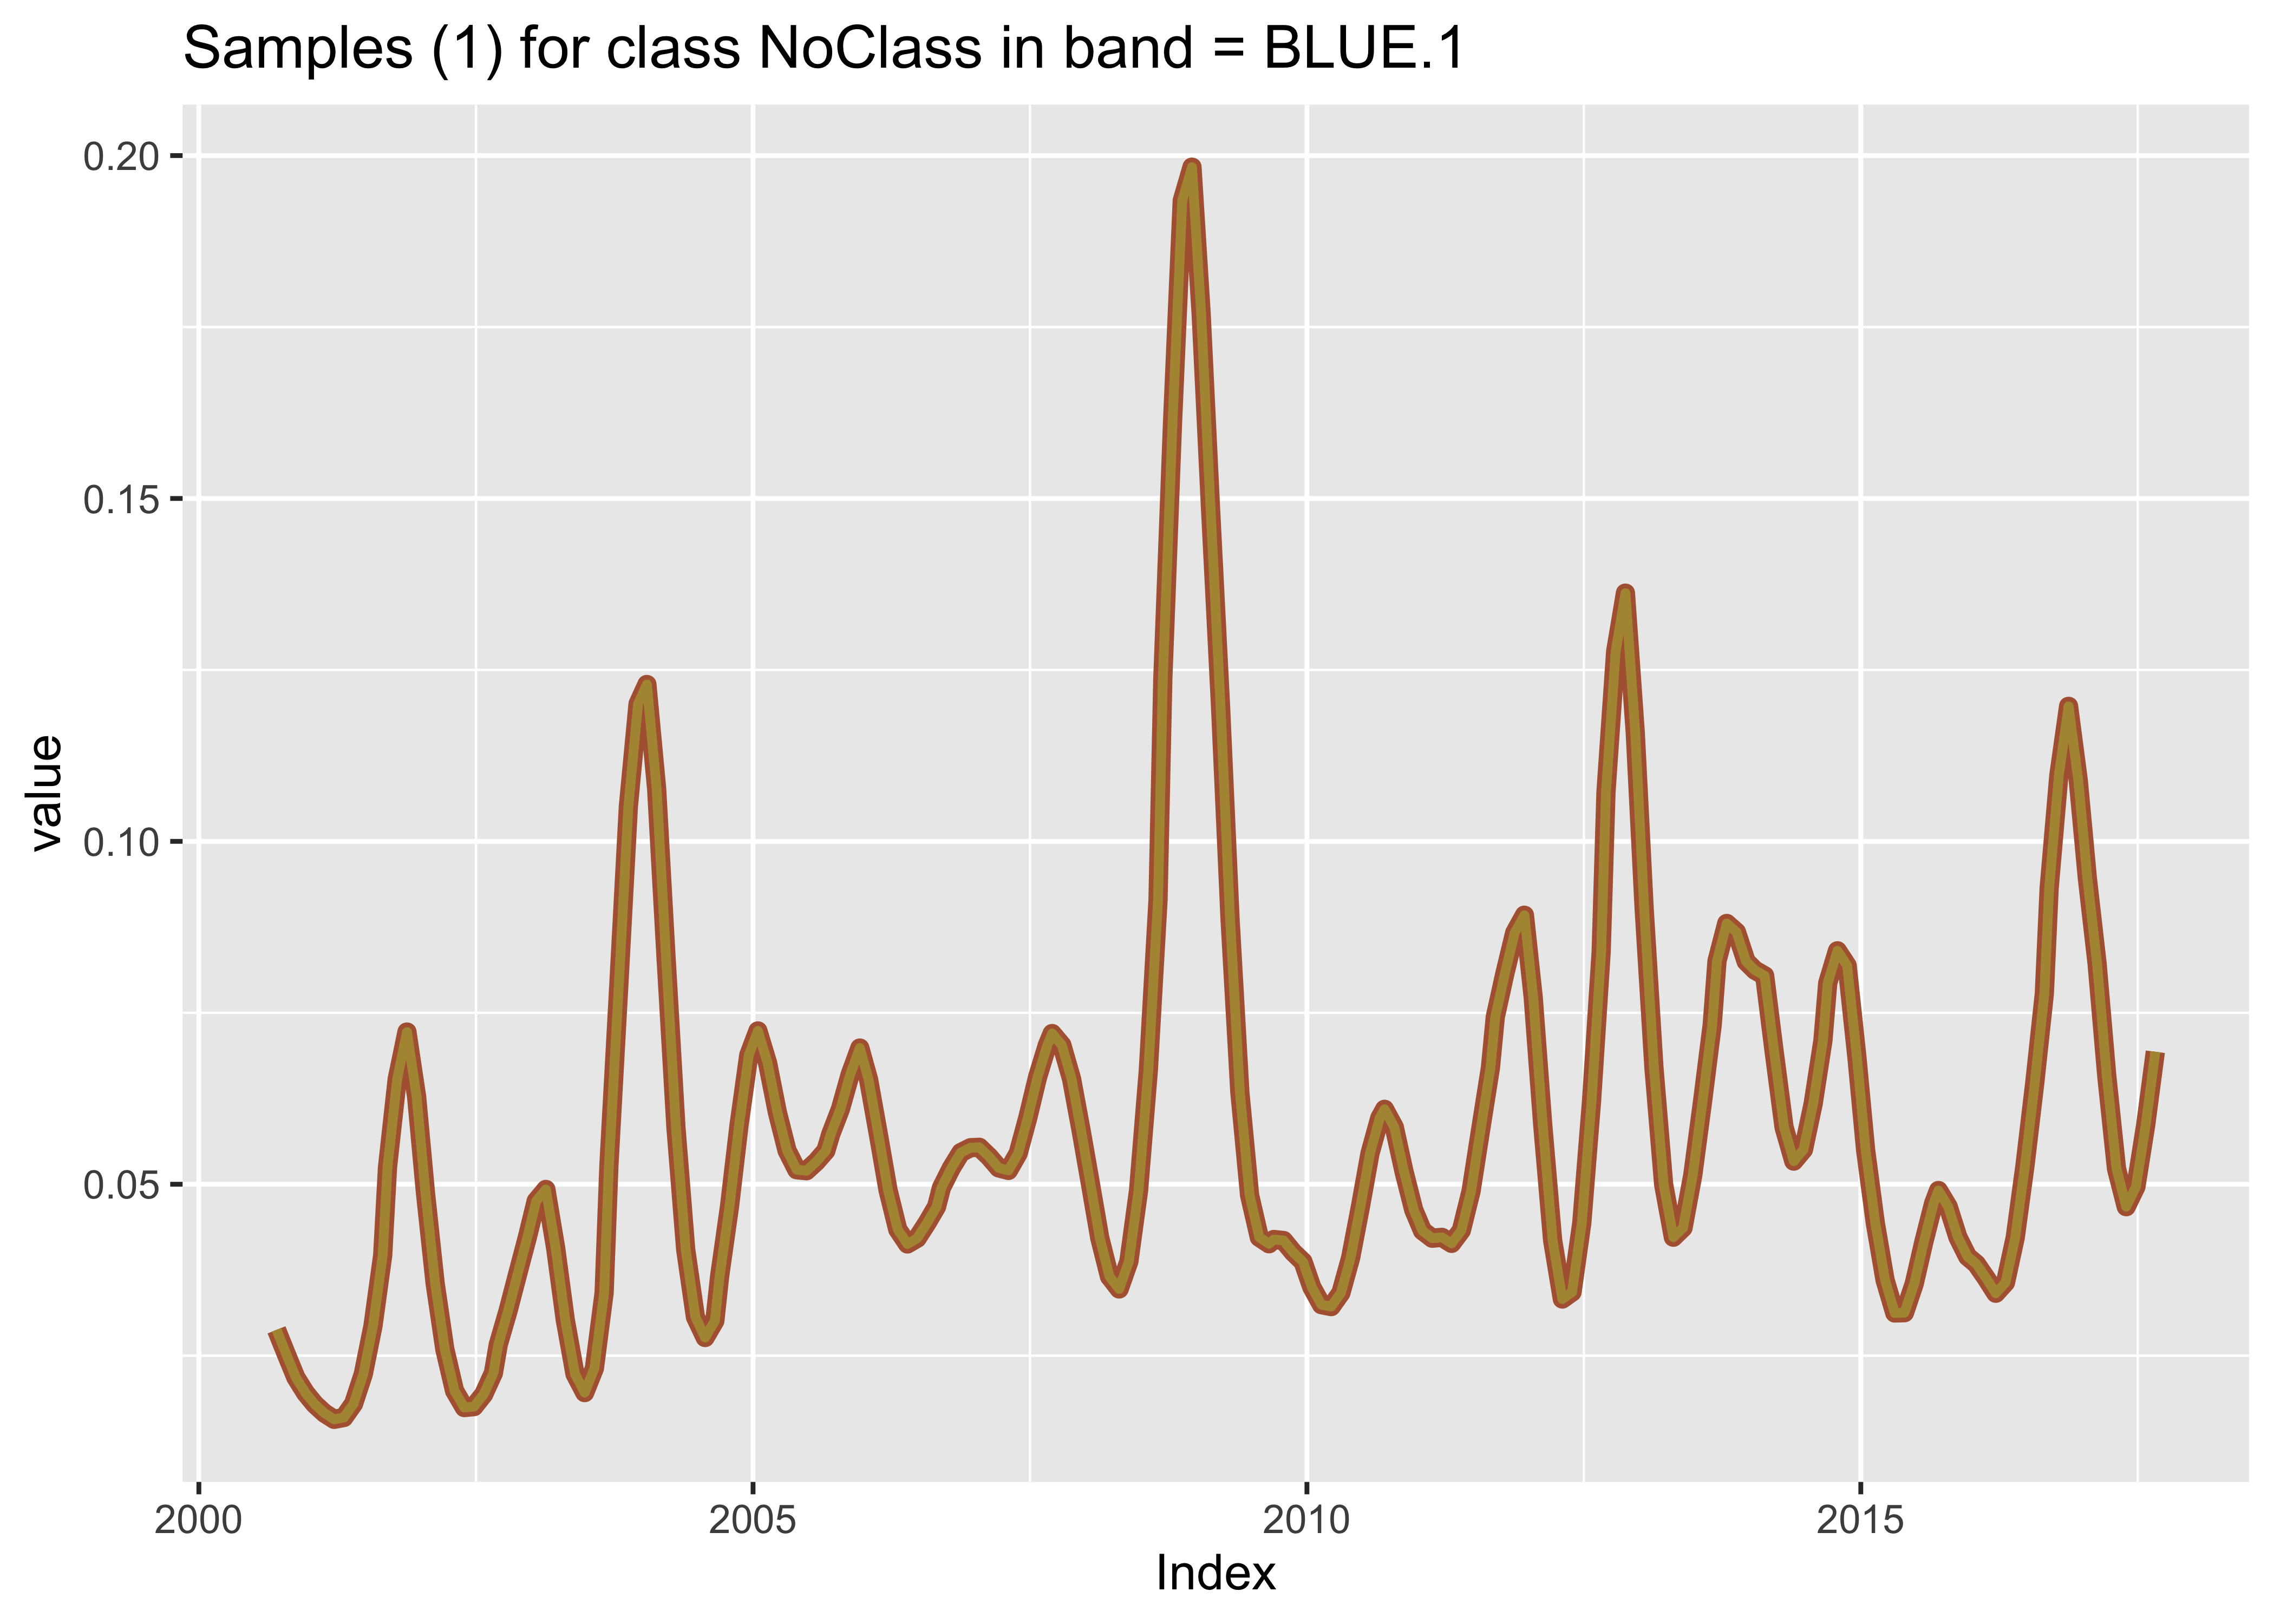 Samples (1) for class NoClass in band = BLUE.1
0.20
0.15
0.10
0.05
value
2000 2005 2010 2015
Index